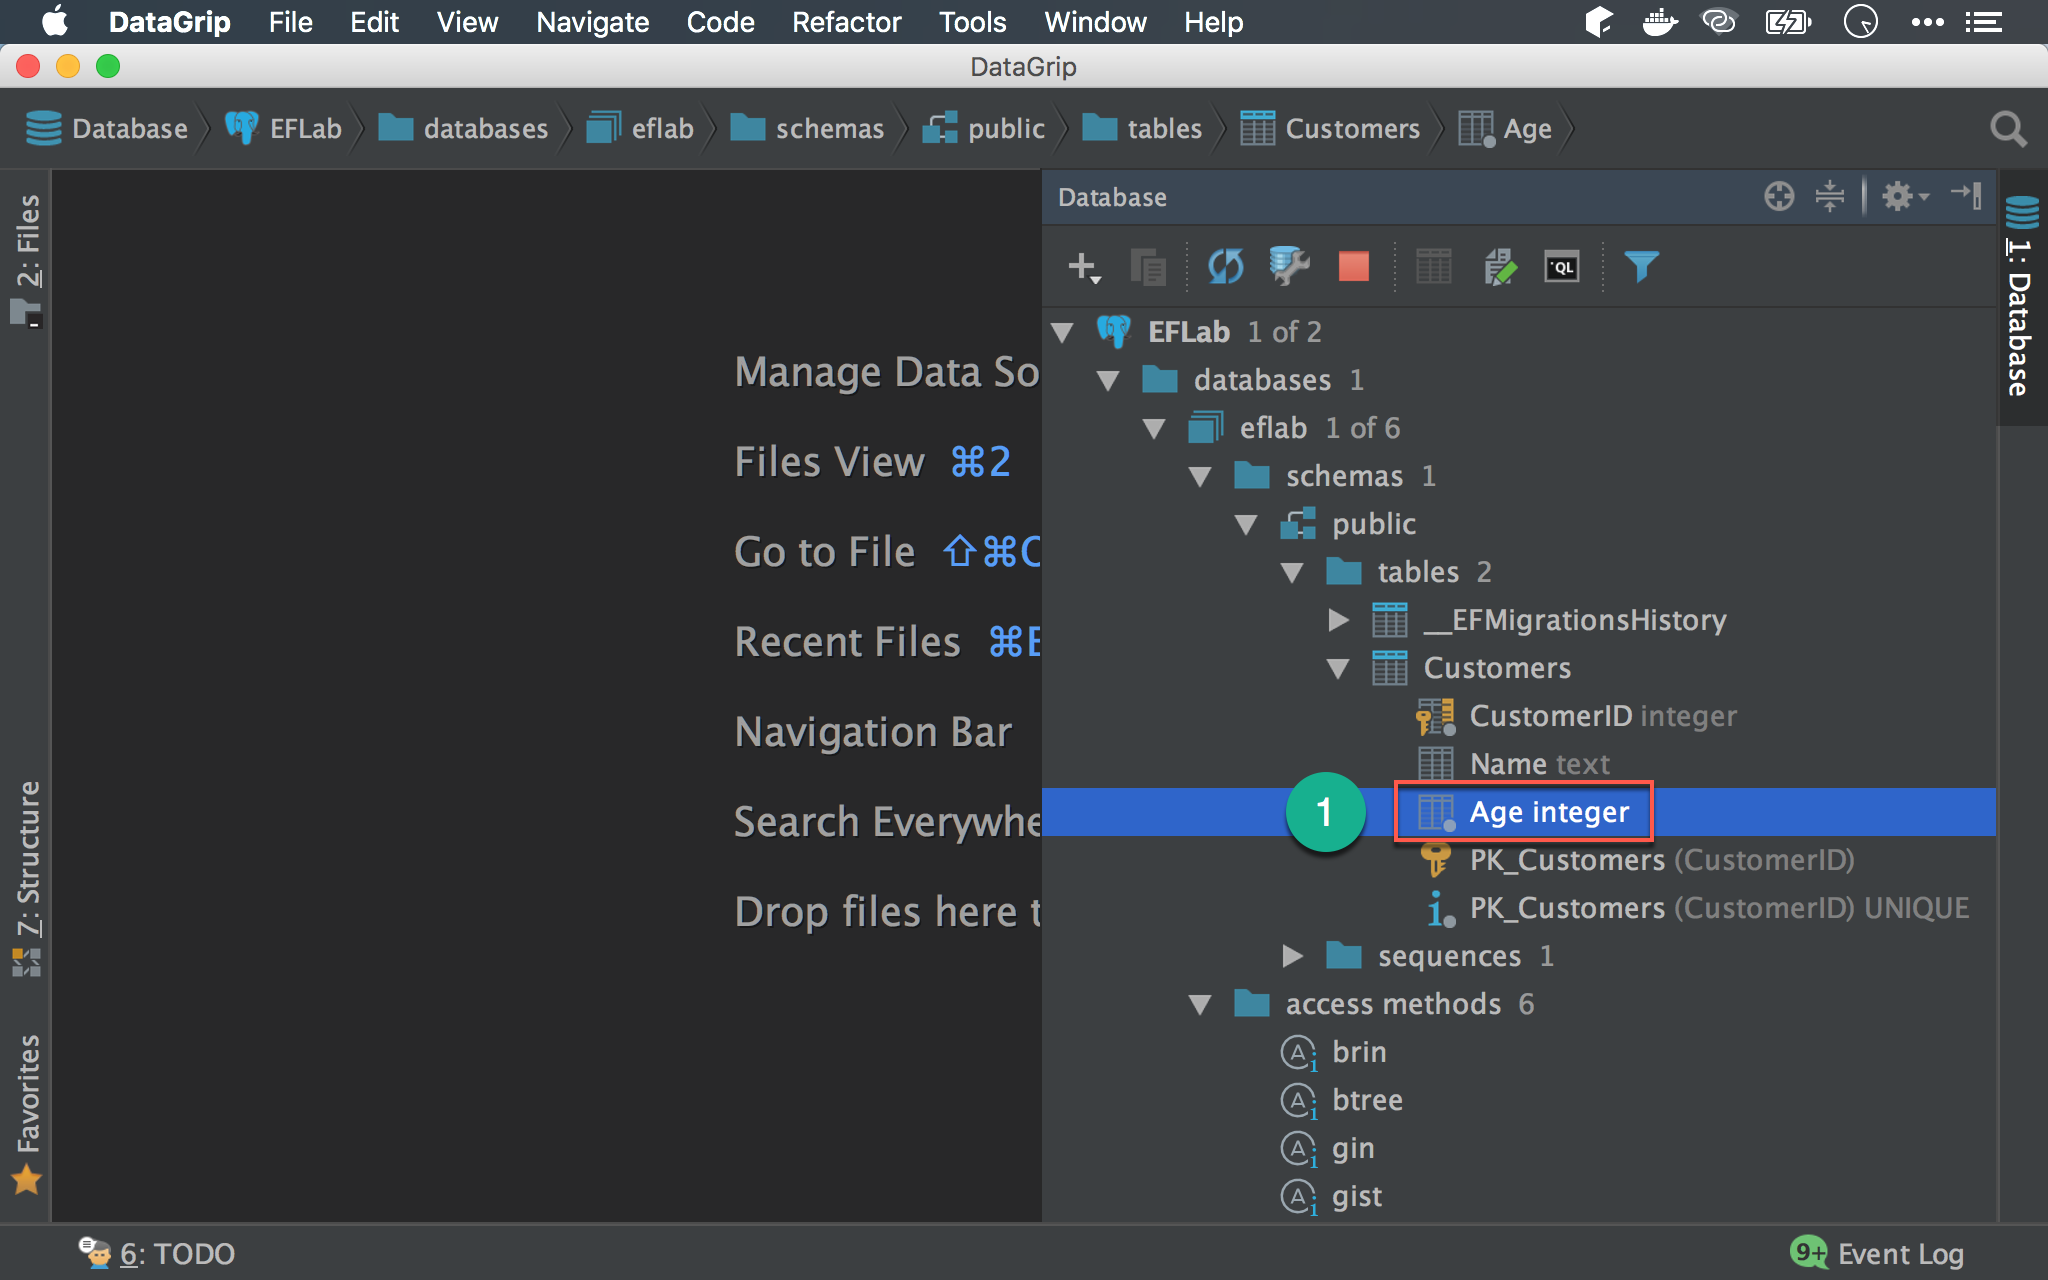 DataGrip File Edit View Navigate Code Refactor Tools Window Help
DataGrip
Database EFLab databases eflab schemas public tables Customers Age
2: Files
7: Structure
Favorites
Manage Data So
Files View ⌘2
Go to File ⇧⌘
Recent Files ⌘E
Navigation Bar
Search Everywhe
Drop files here t
Database
QL
EFLab 1 of 2
databases 1
eflab 1 of 6
schemas 1
public
tables 2
__EFMigrationsHistory
Customers
CustomerID integer
Name text
1
Age integer
PK_Customers (CustomerID)
PK_Customers (CustomerID) UNIQUE
sequences 1
access methods 6
brin
btree
gin
gist
1: Database
6: TODO
9+ Event Log